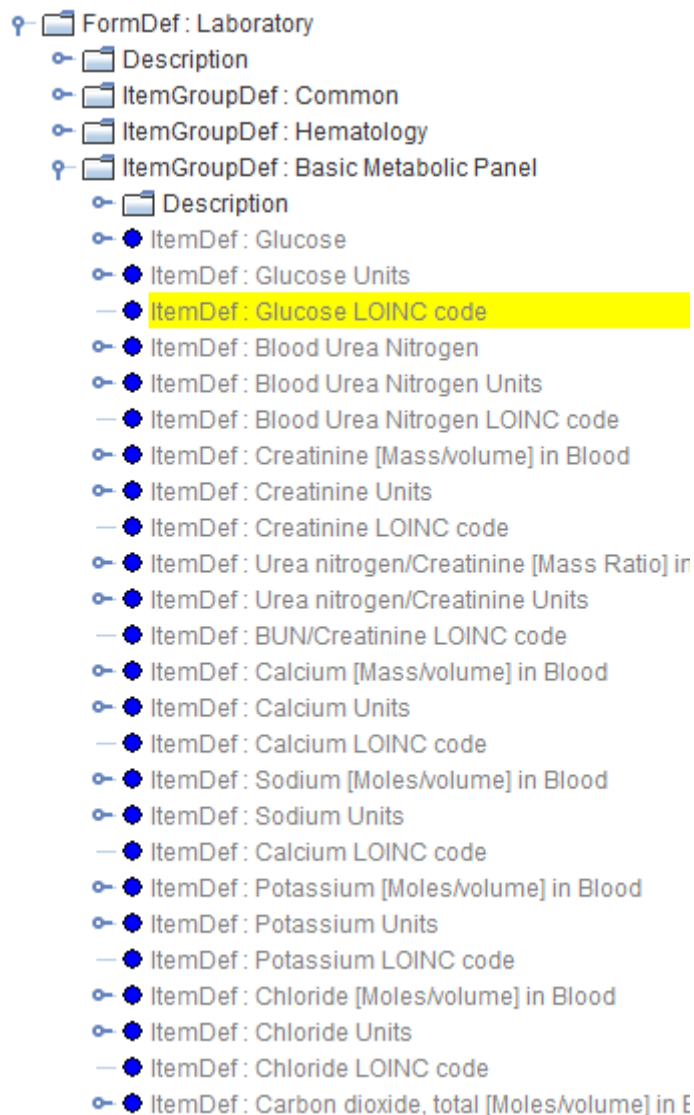 FormDef : Laboratory
Description
ItemGroupDef : Common
ItemGroupDef : Hematology
ItemGroupDef : Basic Metabolic Panel
Description
ItemDef : Glucose
ItemDef : Glucose Units
ItemDef : Glucose LOINC code
ItemDef : Blood Urea Nitrogen
ItemDef : Blood Urea Nitrogen Units
ItemDef : Blood Urea Nitrogen LOINC code
ItemDef : Creatinine [Mass/volume] in Blood
ItemDef : Creatinine Units
ItemDef : Creatinine LOINC code
ItemDef : Urea nitrogen/Creatinine [Mass Ratio] in
ItemDef : Urea nitrogen/Creatinine Units
ItemDef : BUN/Creatinine LOINC code
ItemDef : Calcium [Mass/volume] in Blood
ItemDef : Calcium Units
ItemDef : Calcium LOINC code
ItemDef : Sodium [Moles/volume] in Blood
ItemDef : Sodium Units
ItemDef : Calcium LOINC code
ItemDef : Potassium [Moles/volume] in Blood
ItemDef : Potassium Units
ItemDef : Potassium LOINC code
ItemDef : Chloride [Moles/volume] in Blood
ItemDef : Chloride Units
ItemDef : Chloride LOINC code
ItemDef : Carbon dioxide, total [Moles/volume] in